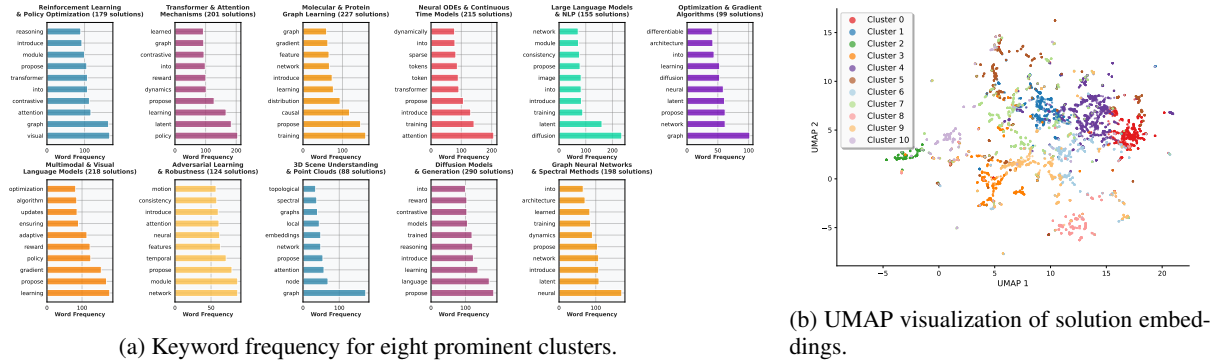 Reinforcement Learning
& Policy Optimization (179 solutions)
reasoning
introduce
module
propose
transformer
into
contrastive
attention
graph
visual
0
100
Word Frequency
Transformer & Attention
Mechanisms (201 solutions)
learned
graph
contrastive
into
reward
dynamics
propose
learning
latent
policy
0 50 100 150 200
Word Frequency
Molecular & Protein
Graph Learning (227 solutions)
graph
gradient
feature
network
introduce
learning
distribution
causal
propose
training
0 50 100 150
Word Frequency
Neural ODEs & Continuous
Time Models (215 solutions)
dynamically
into
sparse
tokens
token
transformer
propose
introduce
training
attention
0 50 100 150 200
Word Frequency
Large Language Models
& NLP (155 solutions)
network
module
consistency
propose
image
into
introduce
training
latent
diffusion
0
100
200
Word Frequency
Optimization & Gradient
Algorithms (99 solutions)
differentiable
architecture
into
learning
diffusion
neural
latent
propose
network
graph
0 20 40 60 80 100
Word Frequency
Multimodal & Visual
Language Models (218 solutions)
optimization
algorithm
updates
ensuring
adaptive
reward
policy
gradient
propose
learning
0
100
Word Frequency
Adversarial Learning
& Robustness (124 solutions)
motion
consistency
introduce
attention
neural
features
temporal
propose
module
network
50
Word Frequency
3D Scene Understanding
& Point Clouds (88 solutions)
topological
spectral
graphs
local
embeddings
network
propose
attention
node
graph
0
100
Word Frequency
Diffusion Models
& Generation (290 solutions)
into
reward
contrastive
models
trained
reasoning
introduce
learning
language
propose
0
100
Word Frequency
Graph Neural Networks
& Spectral Methods (198 solutions)
into
architecture
learned
training
dynamics
propose
network
introduce
latent
neural
0
100
Word Frequency
(a) Keyword frequency for eight prominent clusters.
Cluster 0
Cluster 1
Cluster 2
Cluster 3
Cluster 4
Cluster 5
Cluster 6
Cluster 7
Cluster 8
Cluster 9
Cluster 10
UMAP 2
15
10
5
0
−5
−5 0 5 10 15 20
UMAP 1
(b) UMAP visualization of solution embed-
dings.